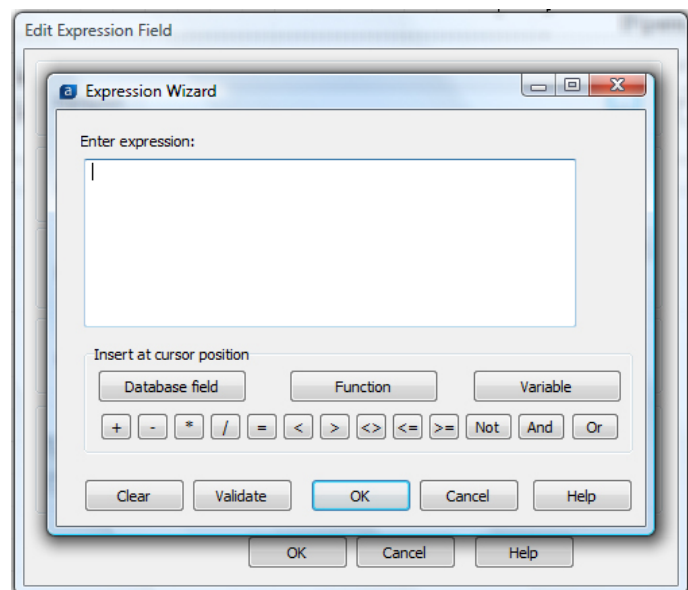 Edit Expression Field
Expression Wizard
Enter expression:
Insert at cursor position
Database field Function Variable
+ - * / = < > <> <= >= Not And Or
Clear Validate OK Cancel Help
OK Cancel Help